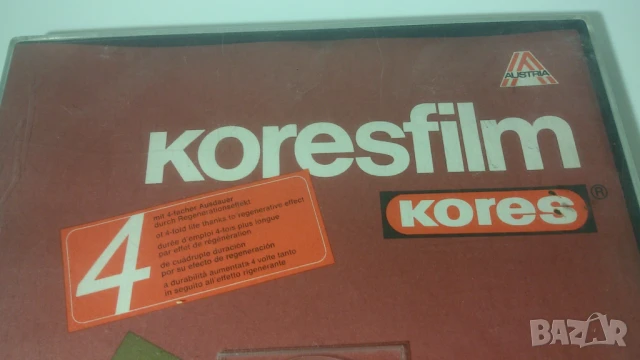 AUSTRIA
Koresfilm
Kores®
4
mit 4-facher Ausdauer
durch Regenerationseffekt
of 4-fold life thanks to regenerative effect
durée d'emploi 4-fois plus longue
par effet de régénération
de cuádruple duración
por su efecto de regeneración
a durabilità aumentata 4 volte tanto
in seguito all'effetto rigenerante
BAZAR